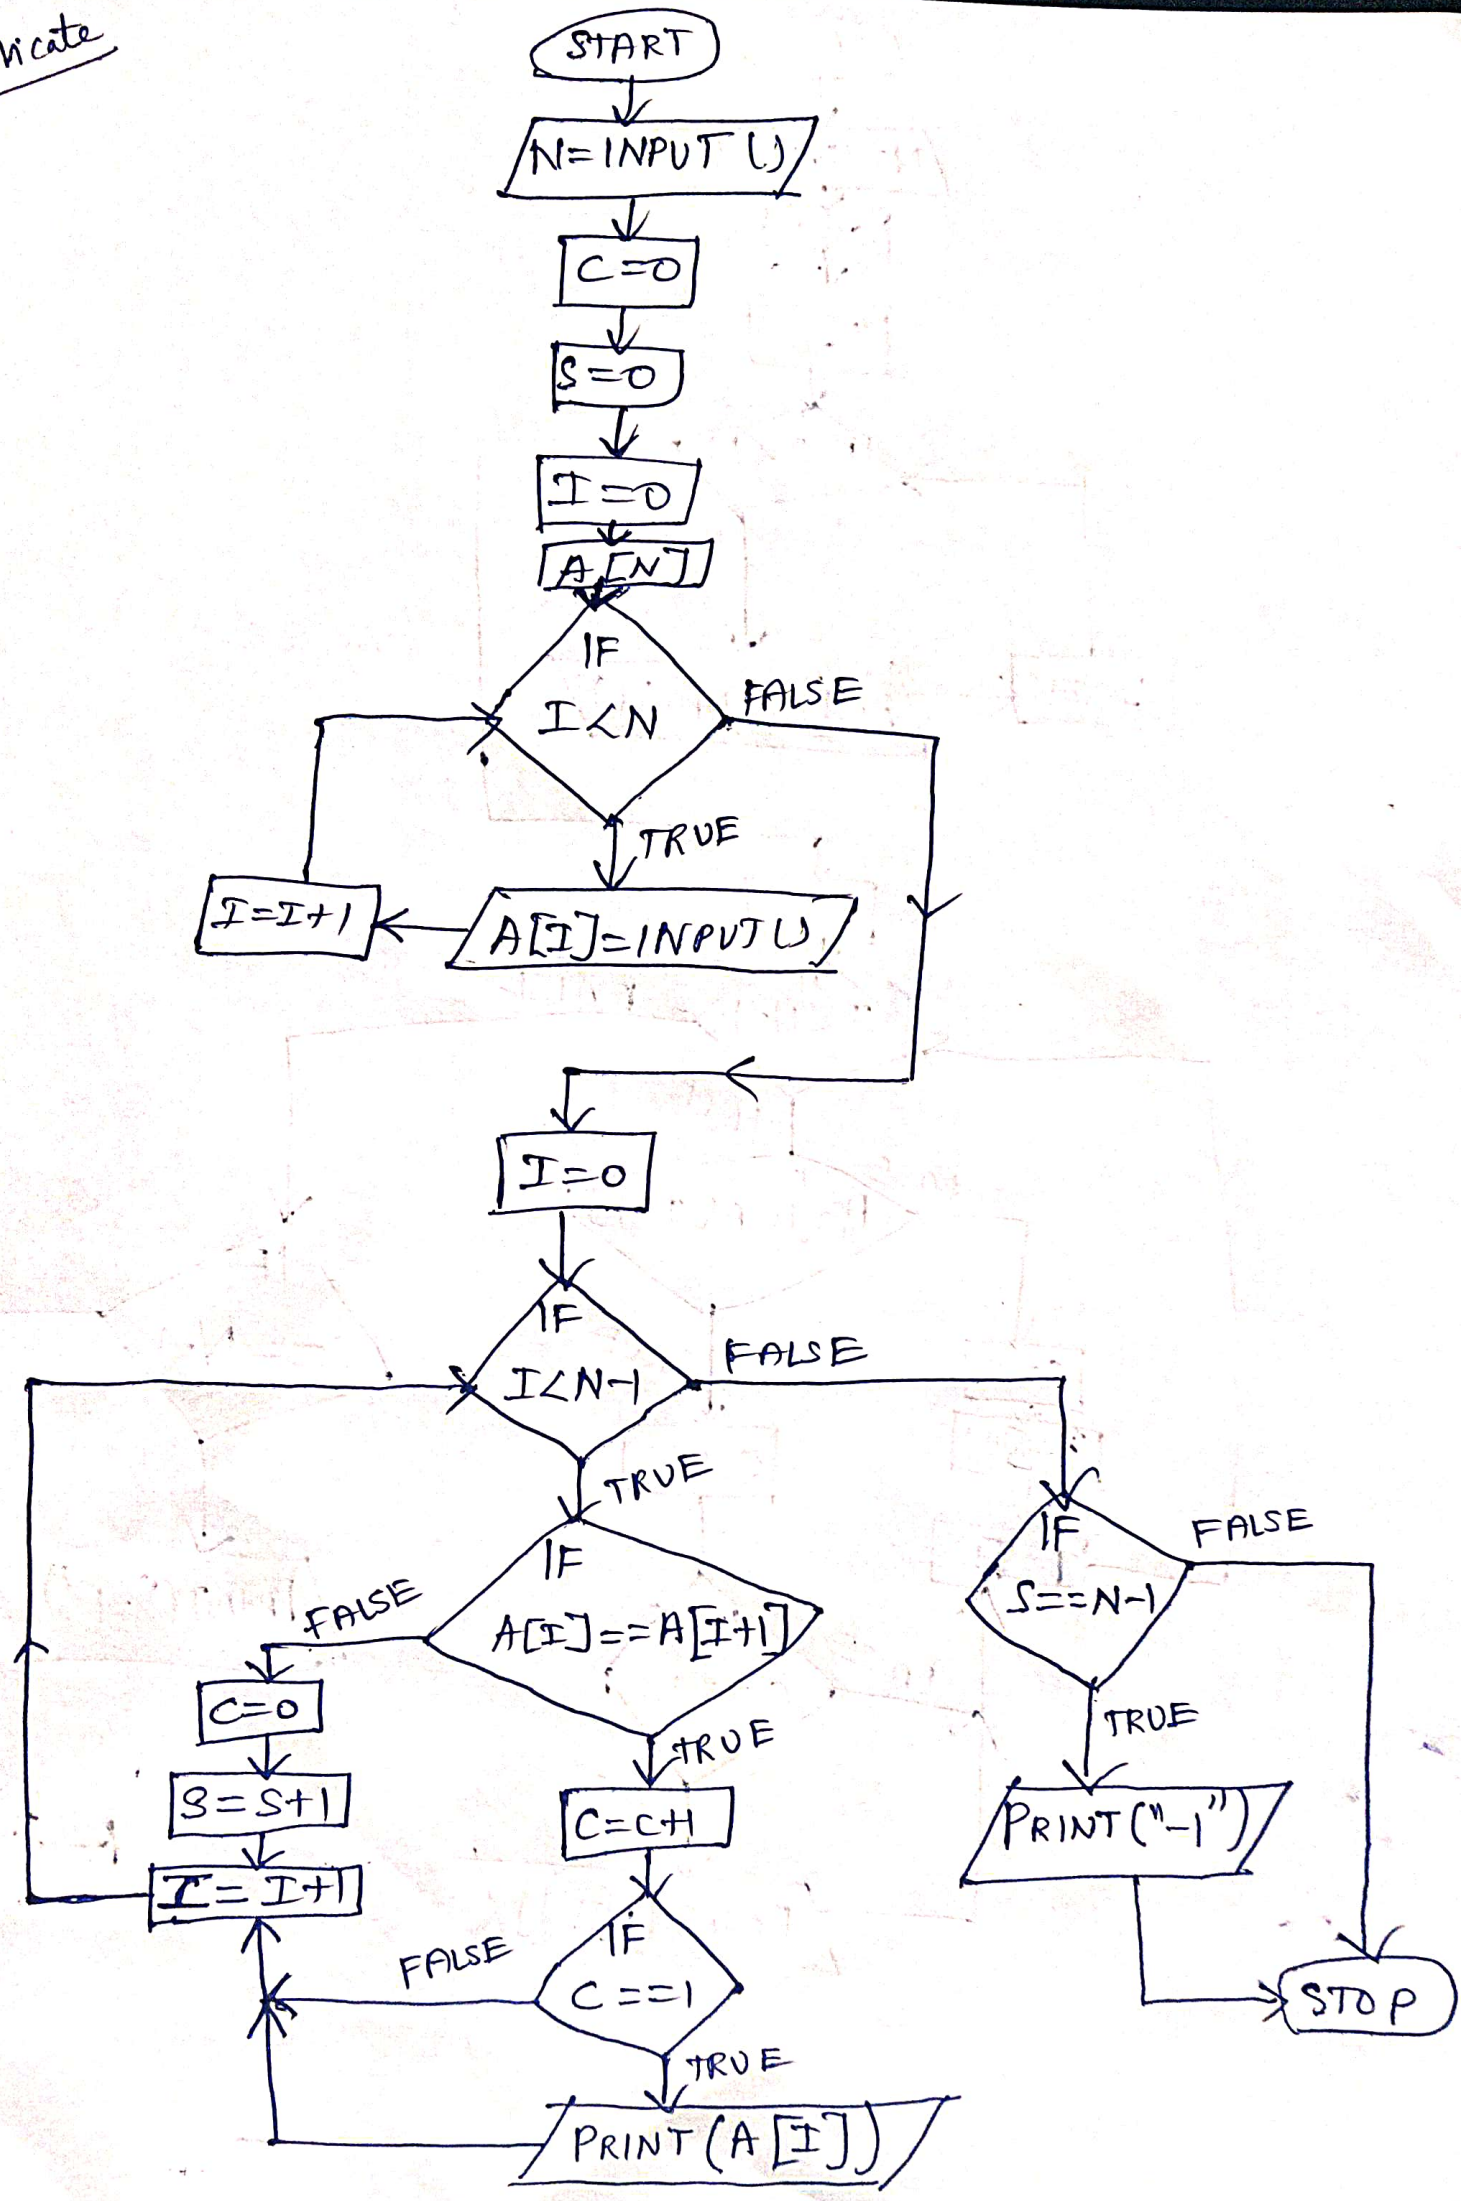 START
N=INPUT ()
C=0
S=0
I=0
A[N]
IF
I<N
FALSE
TRUE
A[I]=INPUT()
I=I+1
I=0
IF
I<N-1
FALSE
TRUE
IF
A[I]==A[I+1]
FALSE
C=0
S=S+1
I=I+1
TRUE
C=C+1
IF
C==1
FALSE
TRUE
PRINT(A[I])
IF
S==N-1
FALSE
TRUE
PRINT("-1")
STOP